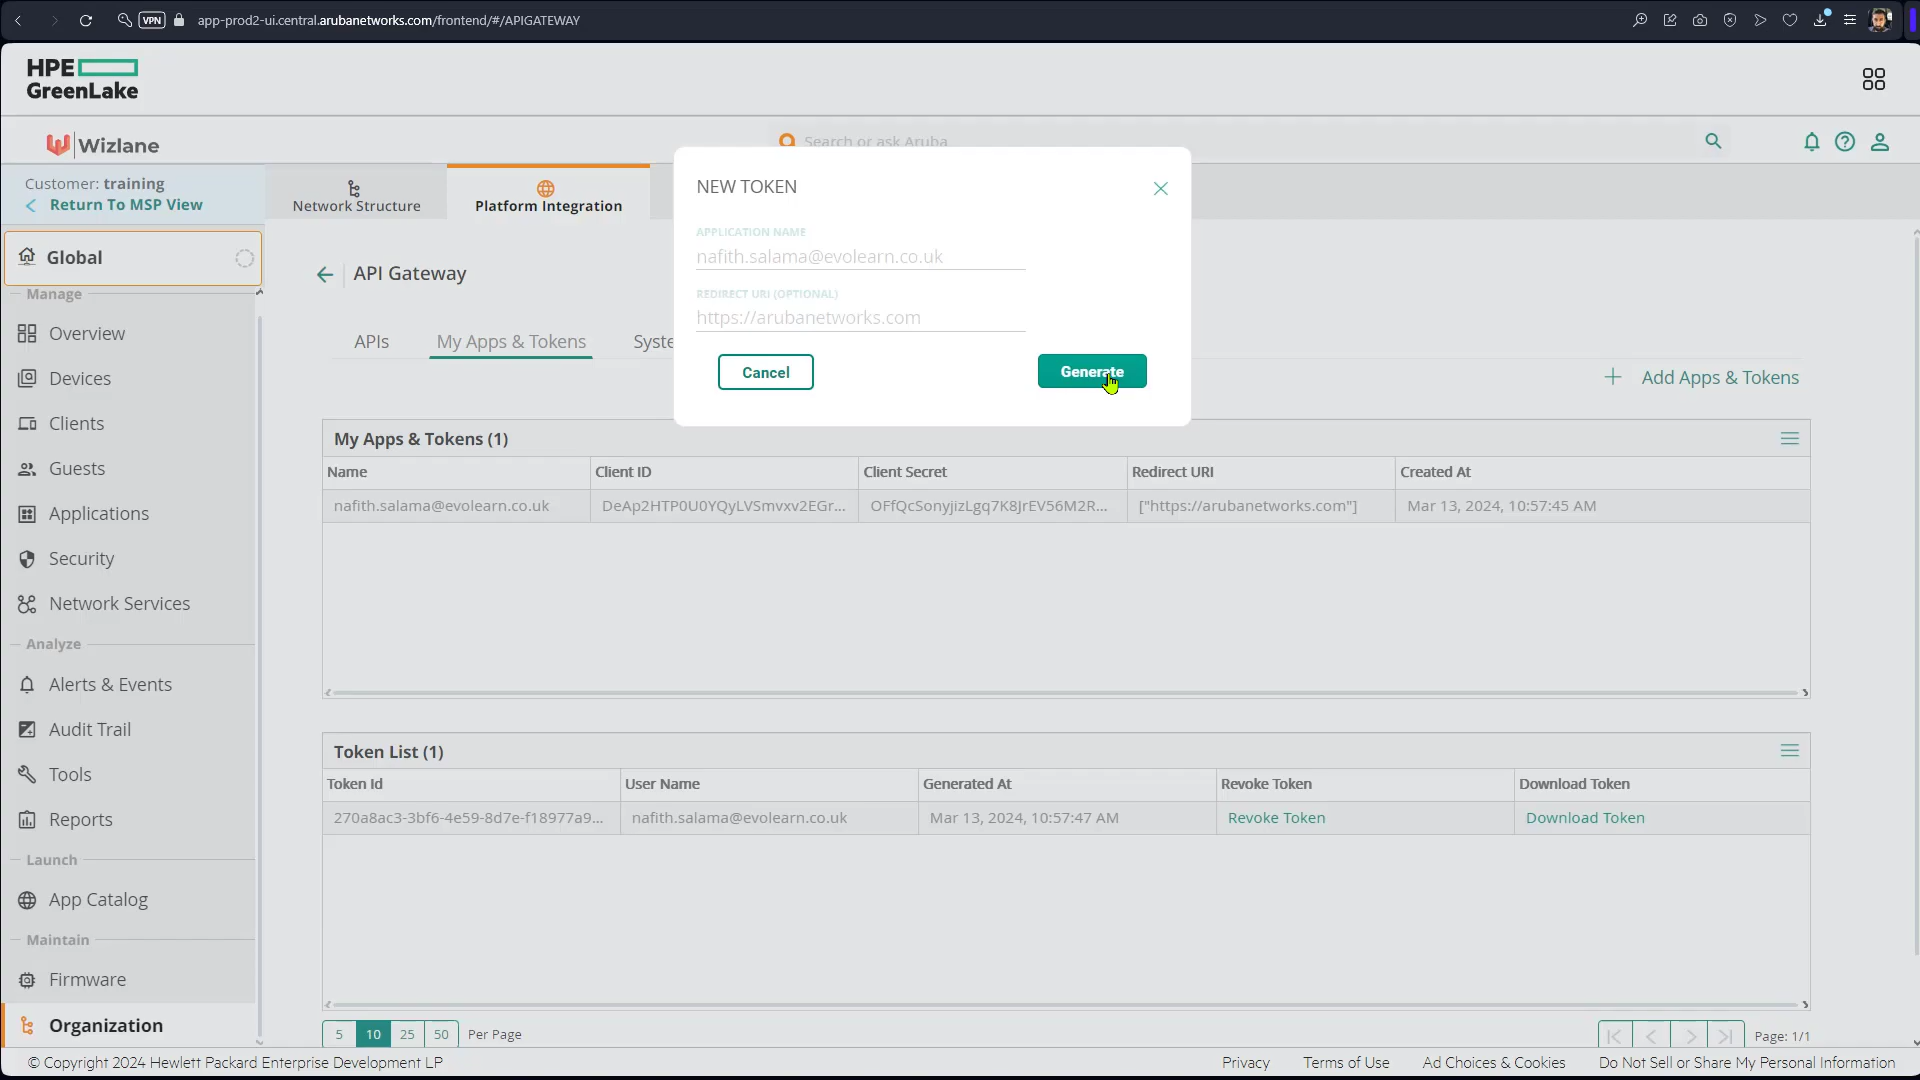 VPN
app-prod2-ui.central.arubanetworks.com/frontend/#/APIGATEWAY
HPE
GreenLake
Wizlane
Search or ask Aruba
Customer: training
Return To MSP View
Network Structure
Platform Integration
Global
Manage
Overview
Devices
Clients
Guests
Applications
Security
Network Services
Analyze
Alerts & Events
Audit Trail
Tools
Reports
Launch
App Catalog
Maintain
Firmware
Organization
API Gateway
APIs
My Apps & Tokens
Syste
NEW TOKEN
APPLICATION NAME
nafith.salama@evolearn.co.uk
REDIRECT URI (OPTIONAL)
https://arubanetworks.com
Cancel
Generate
Add Apps & Tokens
My Apps & Tokens (1)
Name Client ID Client Secret Redirect URI Created At
nafith.salama@evolearn.co.uk DeAp2HTP0U0YQyLVSmvxv2EGr... OFfQcSonyjizLgq7K8JrEV56M2R... ["https://arubanetworks.com"] Mar 13, 2024, 10:57:45 AM
Token List (1)
Token Id User Name Generated At Revoke Token Download Token
270a8ac3-3bf6-4e59-8d7e-f18977a9... nafith.salama@evolearn.co.uk Mar 13, 2024, 10:57:47 AM Revoke Token Download Token
5 10 25 50 Per Page
Page: 1/1
© Copyright 2024 Hewlett Packard Enterprise Development LP
Privacy Terms of Use Ad Choices & Cookies Do Not Sell or Share My Personal Information